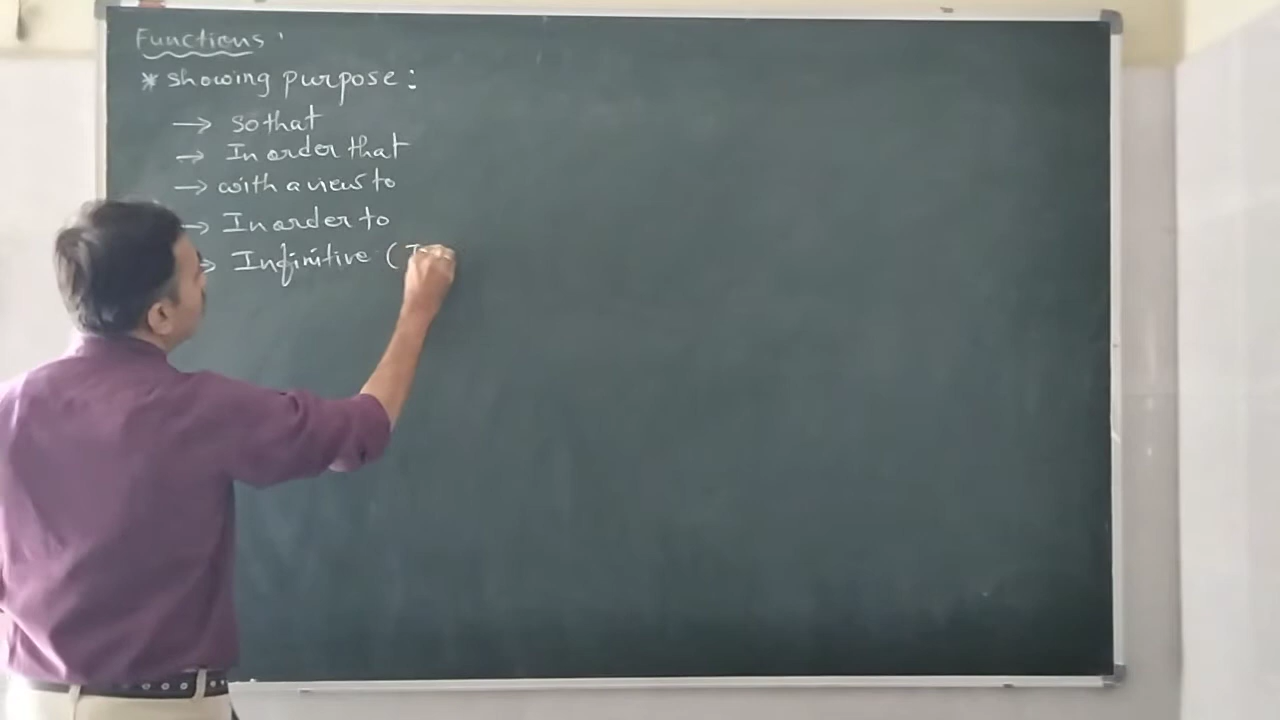 Functions
* showing purpose:
→ so that
→ In order that
→ with a view to
→ In order to
→ Infinitive (